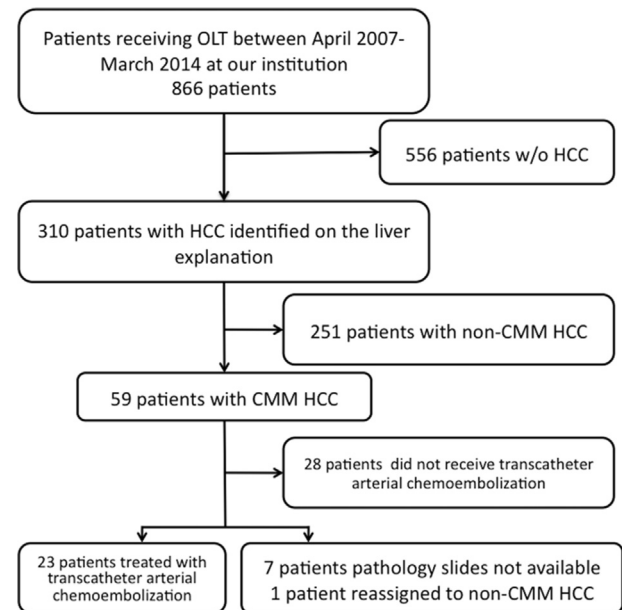 Patients receiving OLT between April 2007-
March 2014 at our institution
866 patients
556 patients w/o HCC
310 patients with HCC identified on the liver
explanation
251 patients with non-CMM HCC
59 patients with CMM HCC
28 patients did not receive transcatheter
arterial chemoembolization
23 patients treated with
transcatheter arterial
chemoembolization
7 patients pathology slides not available
1 patient reassigned to non-CMM HCC